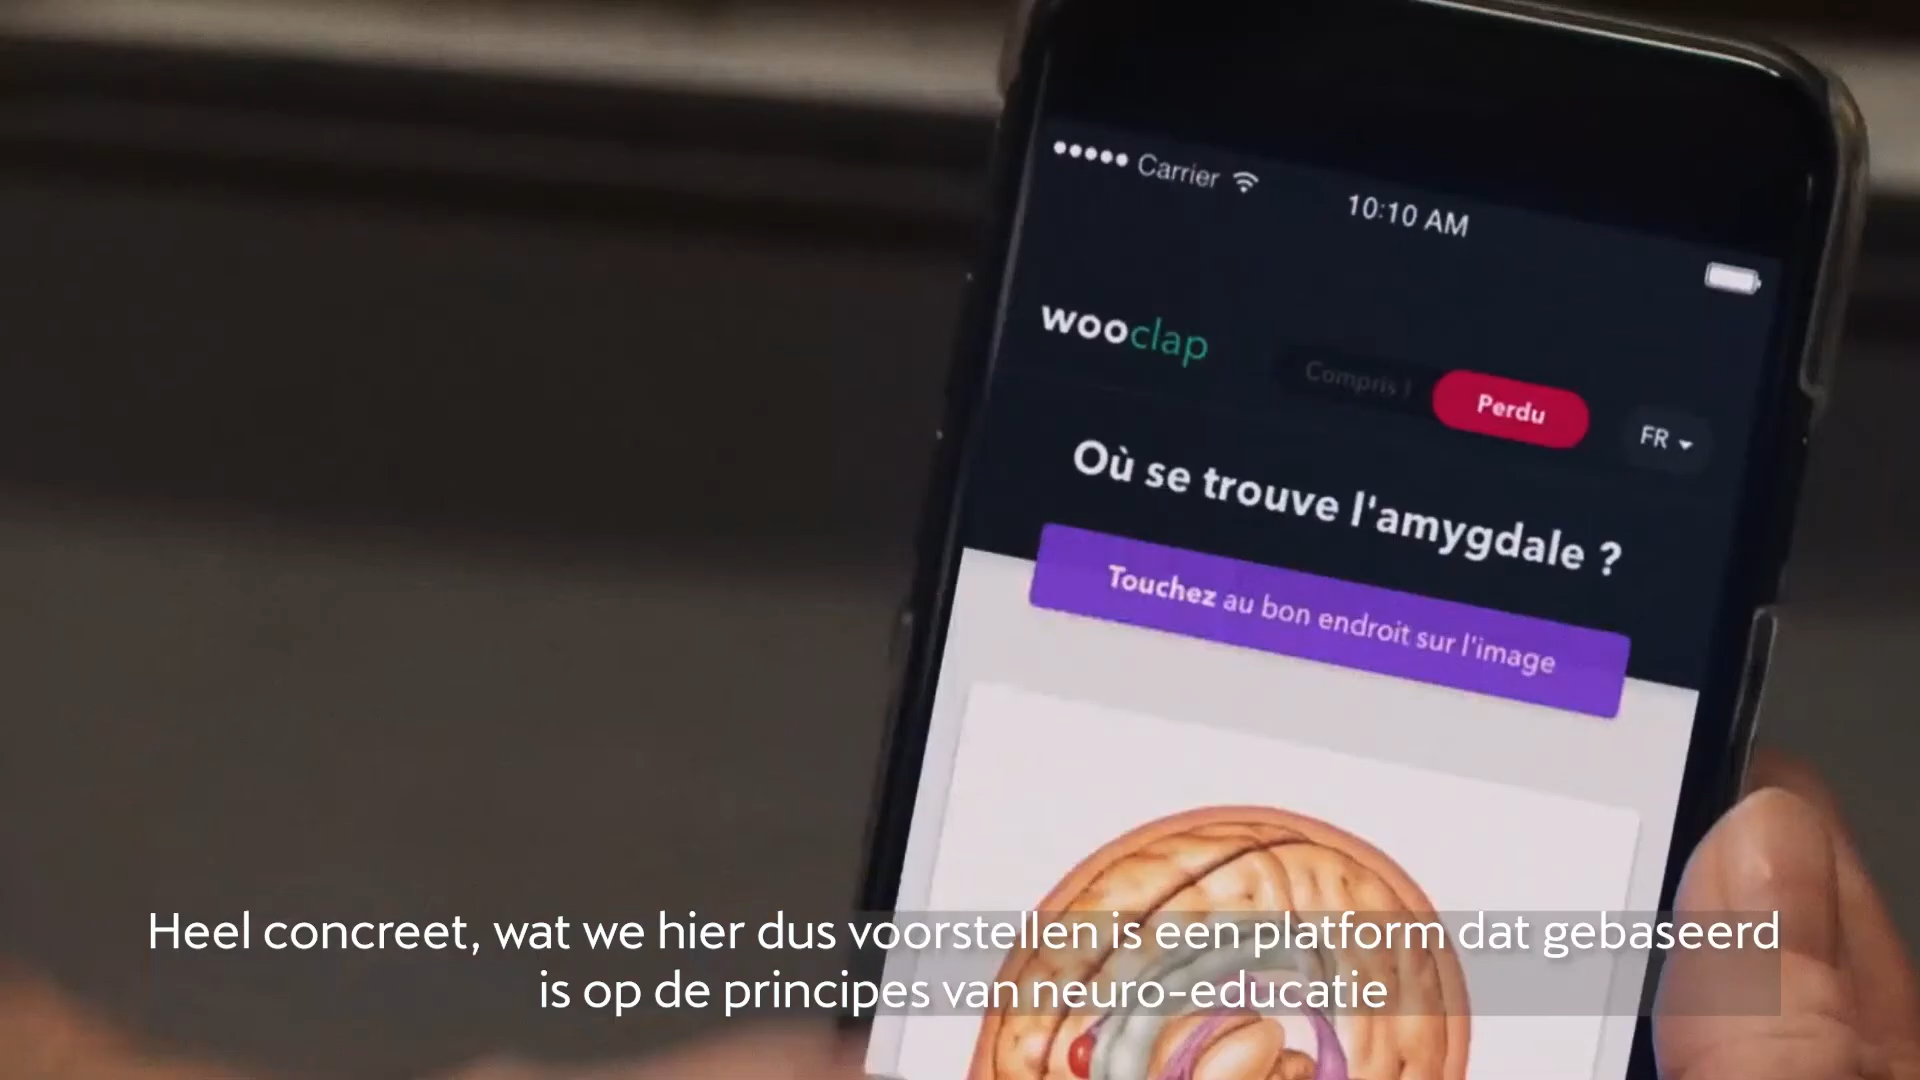 Carrier
10:10 AM
wooclap
Compris !
Perdu
FR
Où se trouve l'amygdale ?
Touchez au bon endroit sur l'image
Heel concreet, wat we hier dus voorstellen is een platform dat gebaseerd
is op de principes van neuro-educatie